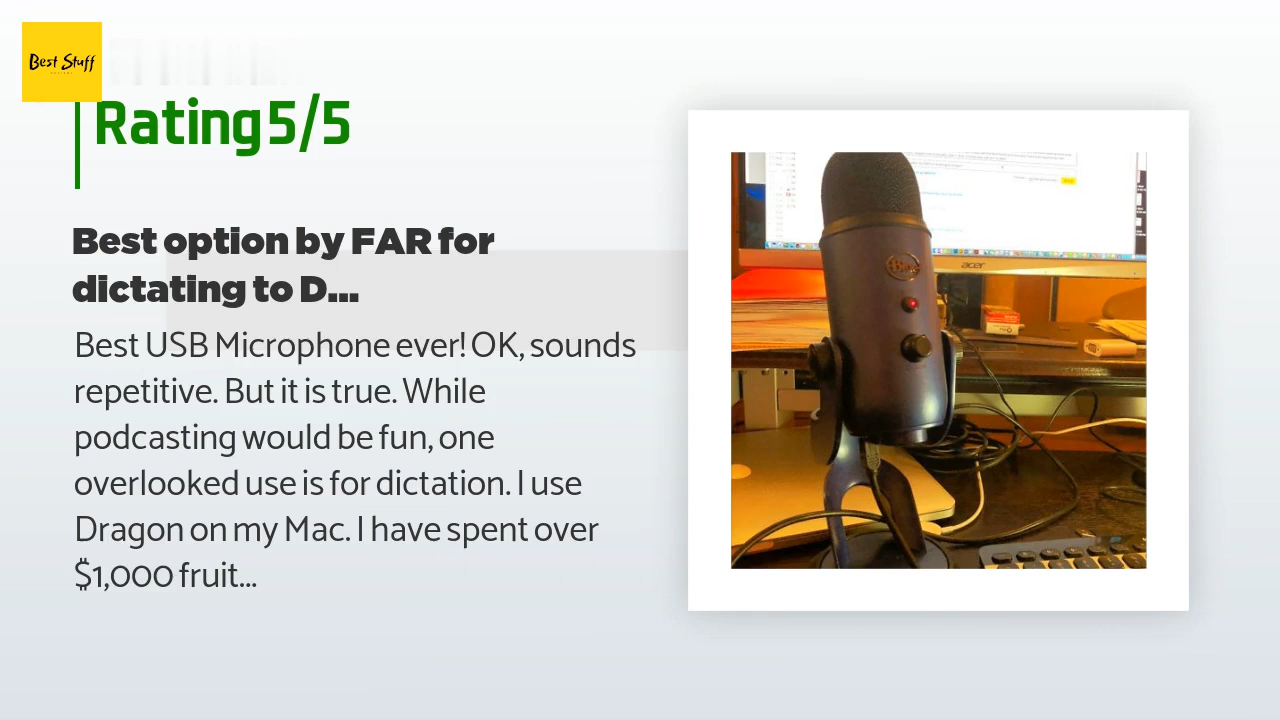 Best Stuff
Rating 5/5
Best option by FAR for
dictating to D...
Best USB Microphone ever! OK, sounds
repetitive. But it is true. While
podcasting would be fun, one
overlooked use is for dictation. I use
Dragon on my Mac. I have spent over
$1,000 fruit...
Blue
acer